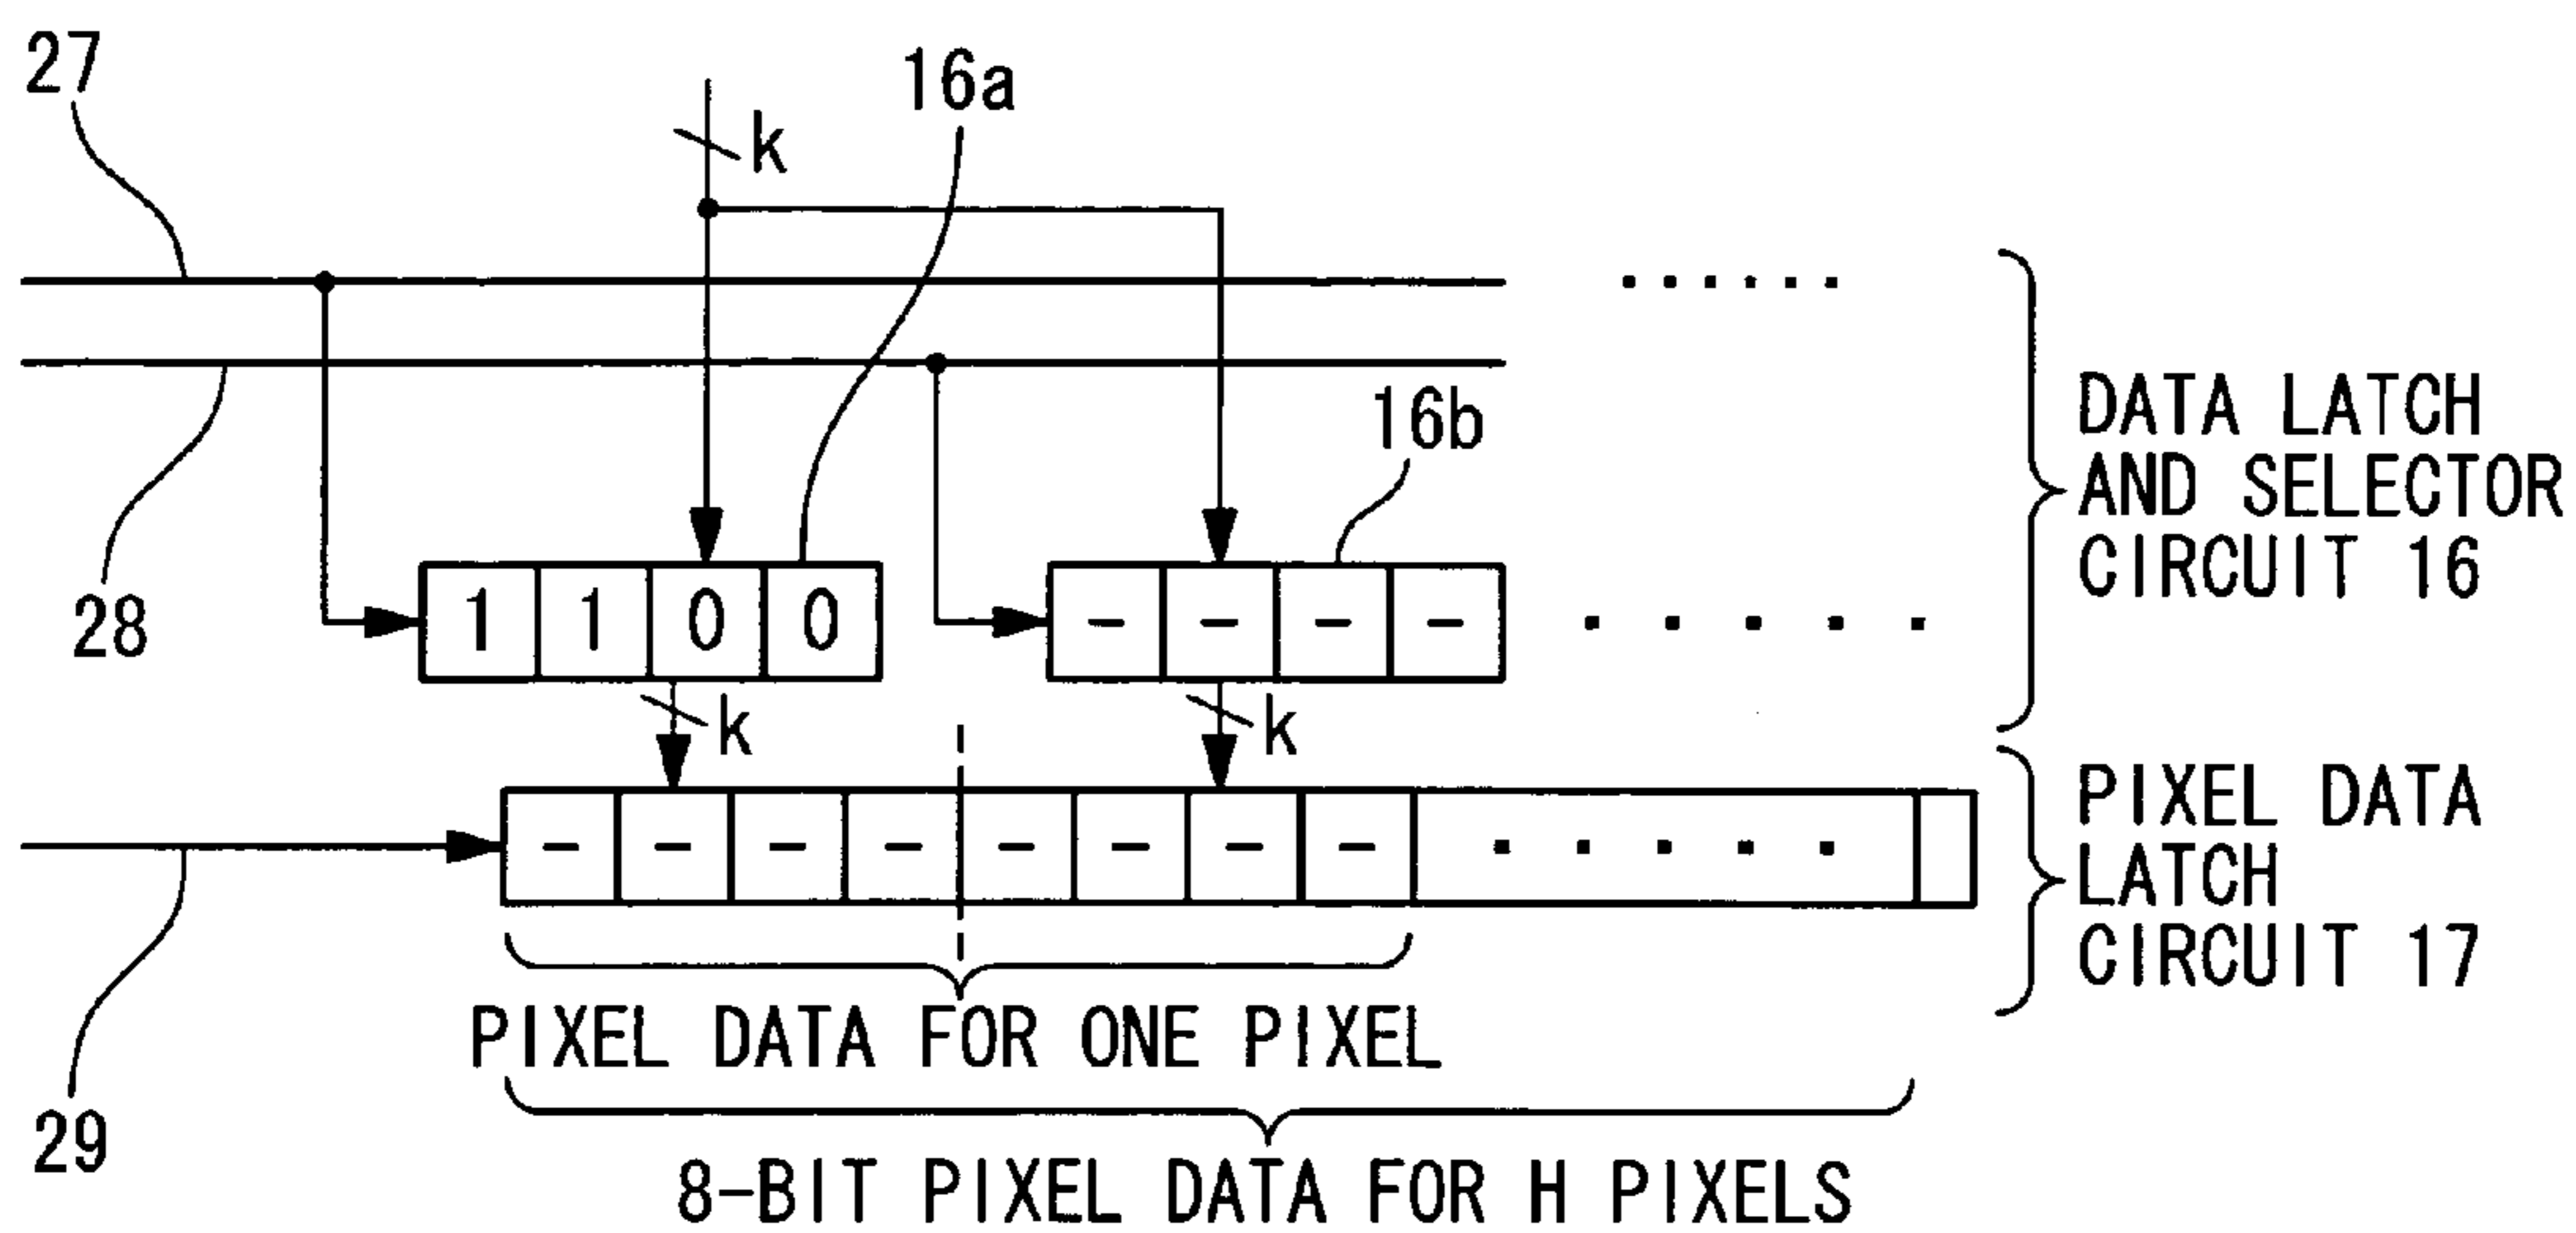 27
16a
k
16b
28
DATA LATCH
AND SELECTOR
CIRCUIT 16
1 1 0 0
- - - -
k
k
- - - - - - - -
PIXEL DATA
LATCH
CIRCUIT 17
PIXEL DATA FOR ONE PIXEL
29
8-BIT PIXEL DATA FOR H PIXELS